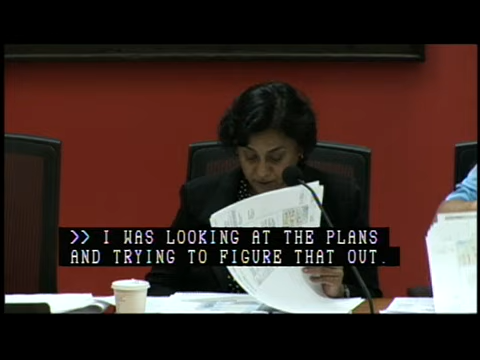 >> I WAS LOOKING AT THE PLANS
AND TRYING TO FIGURE THAT OUT.